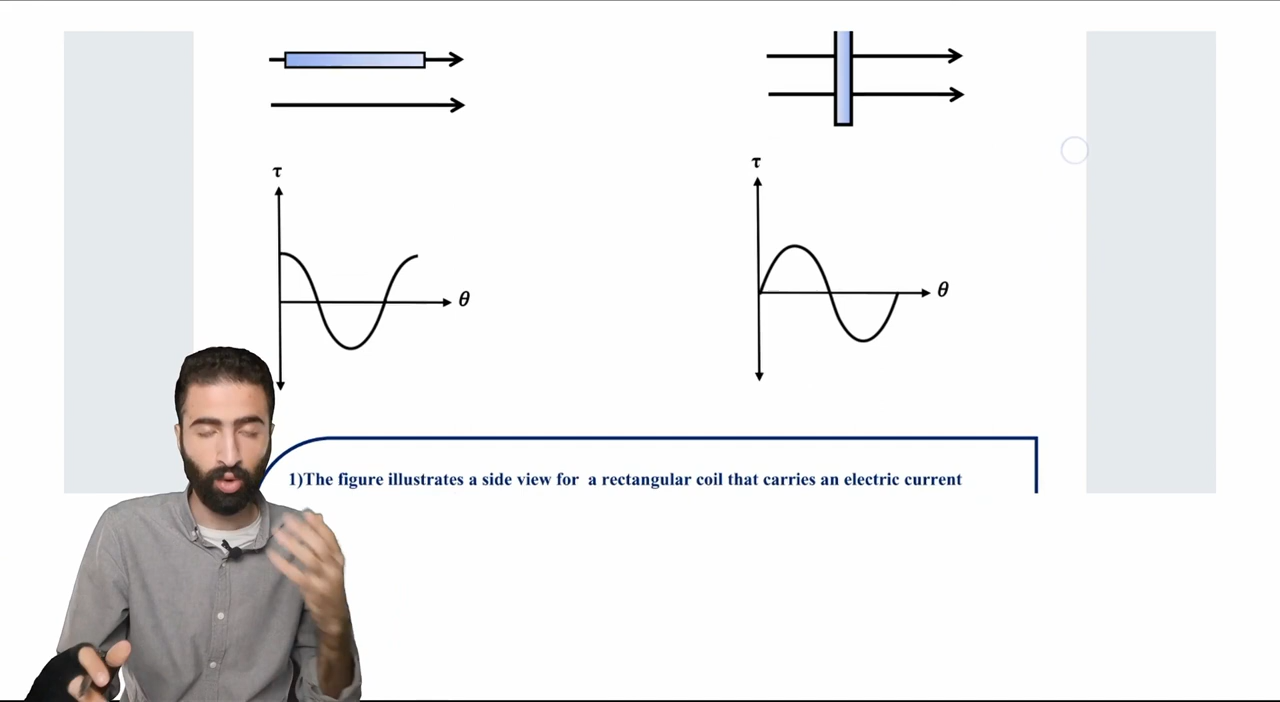 τ
τ
θ
θ
1)The figure illustrates a side view for a rectangular coil that carries an electric current